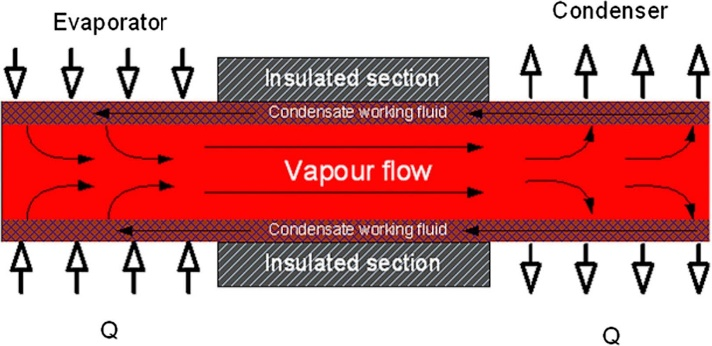 Evaporator
Condenser
Insulated section
Condensate working fluid
Vapour flow
Condensate working fluid
Insulated section
Q
Q